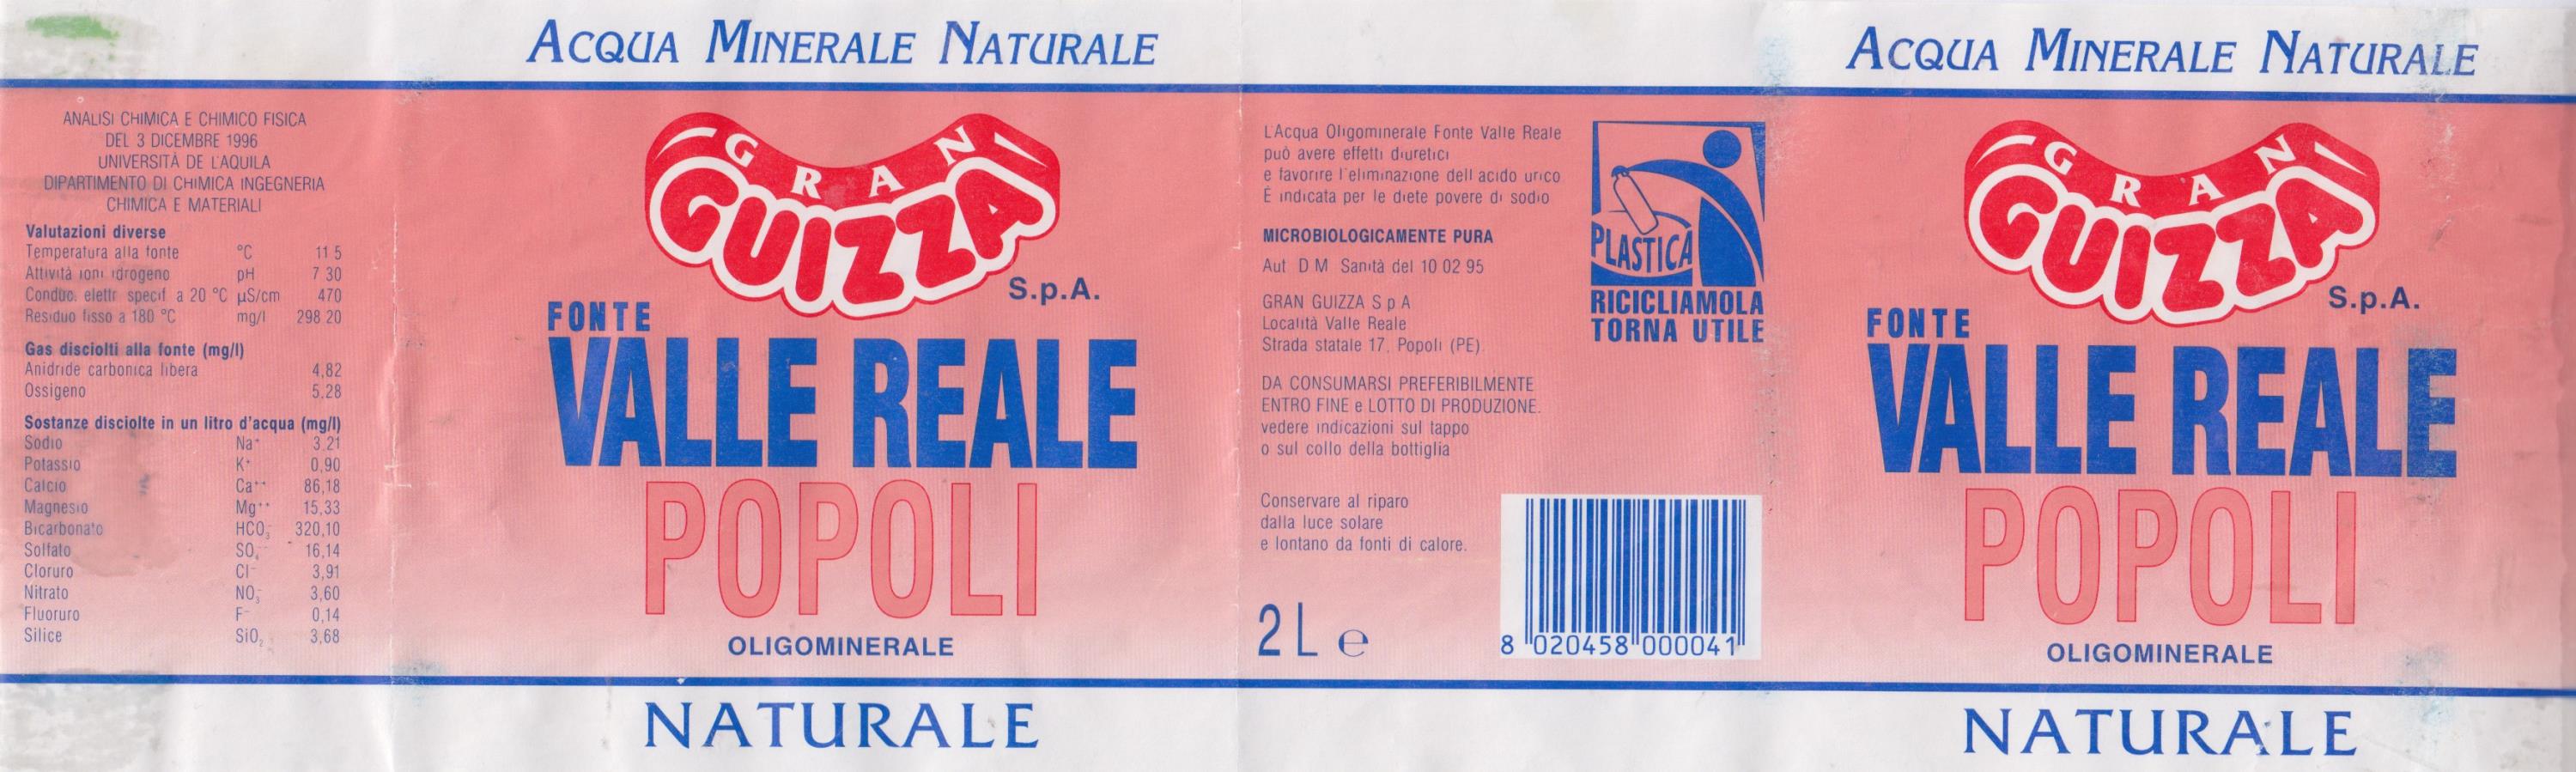 ANALISI CHIMICA E CHIMICO FISICA
DEL 3 DICEMBRE 1996
UNIVERSITÀ DE L'AQUILA
DIPARTIMENTO DI CHIMICA INGEGNERIA
CHIMICA E MATERIALI
Valutazioni diverse
Temperatura alla fonte °C 11 5
Attività ioni idrogeno pH 7 30
Conduc. elettr specif a 20 °C µS/cm 470
Residuo fisso a 180 °C mg/l 298 20
Gas disciolti alla fonte (mg/l)
Anidride carbonica libera 4,82
Ossigeno 5,28
Sostanze disciolte in un litro d'acqua (mg/l)
Sodio Na⁺ 3,21
Potassio K⁺ 0,90
Calcio Ca⁺⁺ 86,18
Magnesio Mg⁺⁺ 15,33
Bicarbonato HCO₃⁻ 320,10
Solfato SO₄⁻⁻ 16,14
Cloruro Cl⁻ 3,91
Nitrato NO₃⁻ 3,60
Fluoruro F⁻ 0,14
Silice SiO₂ 3,68
ACQUA MINERALE NATURALE
GRAN
GUIZZA
S.p.A.
FONTE
VALLE REALE
POPOLI
OLIGOMINERALE
NATURALE
L'Acqua Oligominerale Fonte Valle Reale
può avere effetti diuretici
e favorire l'eliminazione dell acido urico.
È indicata per le diete povere di sodio
MICROBIOLOGICAMENTE PURA
Aut D M Sanità del 10 02 95
GRAN GUIZZA S p A
Località Valle Reale
Strada statale 17, Popoli (PE).
DA CONSUMARSI PREFERIBILMENTE
ENTRO FINE e LOTTO DI PRODUZIONE.
vedere indicazioni sul tappo
o sul collo della bottiglia
Conservare al riparo
dalla luce solare
e lontano da fonti di calore.
2 L e
PLASTICA
RICICLIAMOLA
TORNA UTILE
8 020458 000041
ACQUA MINERALE NATURALE
GRAN
GUIZZA
S.p.A.
FONTE
VALLE REALE
POPOLI
OLIGOMINERALE
NATURALE